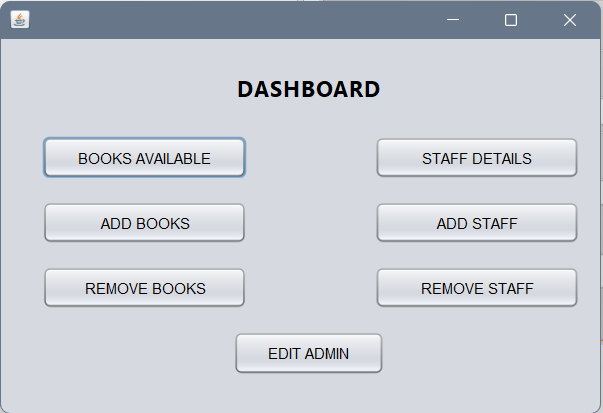 DASHBOARD
BOOKS AVAILABLE
STAFF DETAILS
ADD BOOKS
ADD STAFF
REMOVE BOOKS
REMOVE STAFF
EDIT ADMIN